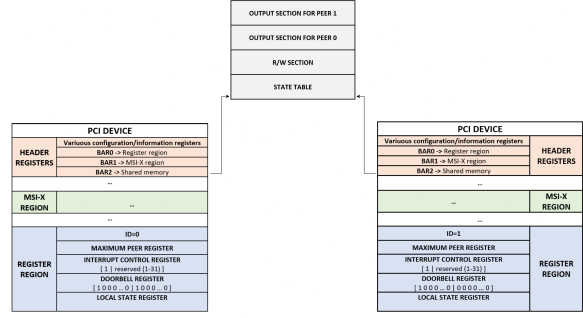 OUTPUT SECTION FOR PEER 1
OUTPUT SECTION FOR PEER 0
R/W SECTION
STATE TABLE
PCI DEVICE
HEADER REGISTERS
Variuous configuration/information registers
BAR0 -> Register region
BAR1 -> MSI-X region
BAR2 -> Shared memory
...
MSI-X REGION
...
...
REGISTER REGION
ID=0
MAXIMUM PEER REGISTER
INTERRUPT CONTROL REGISTER
[ 1 | reserved (1-31) ]
DOORBELL REGISTER
[ 1 0 0 0 ... 0 | 1 0 0 0 ... 0 ]
LOCAL STATE REGISTER
PCI DEVICE
Variuous configuration/information registers
BAR0 -> Register region
BAR1 -> MSI-X region
BAR2 -> Shared memory
HEADER REGISTERS
...
...
MSI-X REGION
...
ID=1
MAXIMUM PEER REGISTER
INTERRUPT CONTROL REGISTER
[ 1 | reserved (1-31) ]
DOORBELL REGISTER
[ 1 0 0 0 ... 0 | 0 0 0 0 ... 0 ]
LOCAL STATE REGISTER
REGISTER REGION